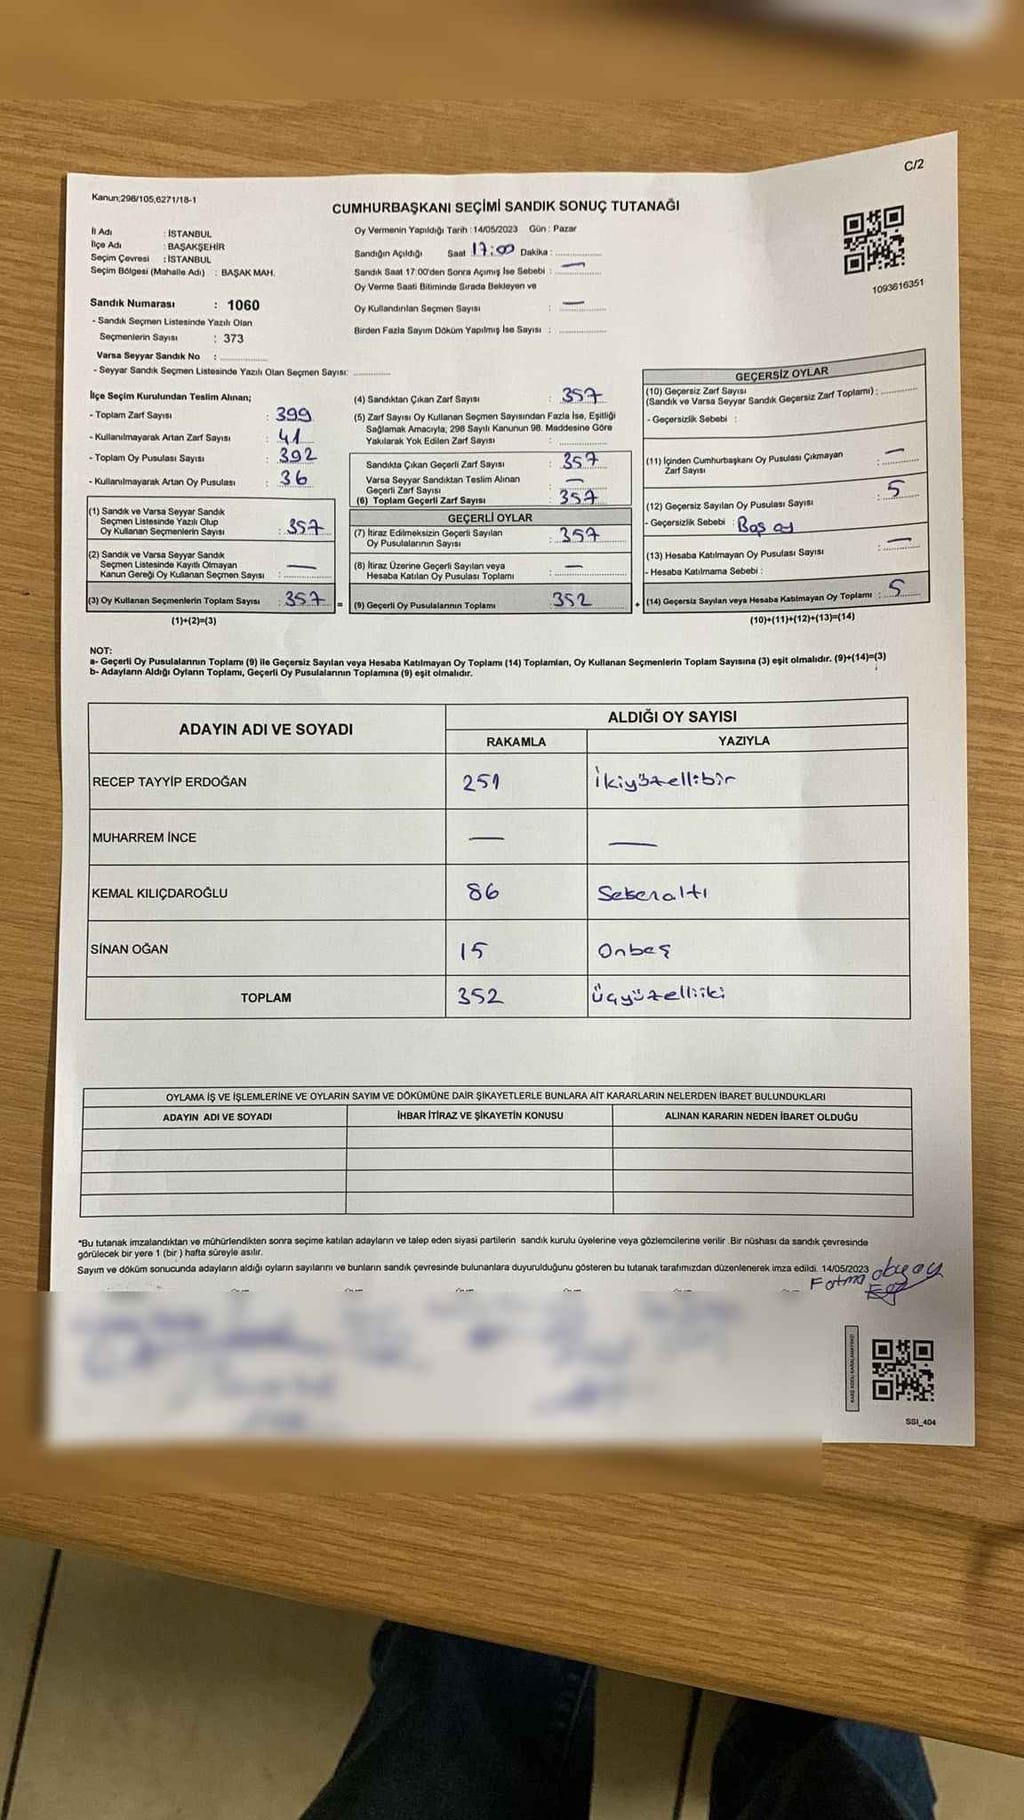 C/2
Kanun;298/105,6271/18-1
CUMHURBAŞKANI SEÇİMİ SANDIK SONUÇ TUTANAĞI
İl Adı : İSTANBUL
İlçe Adı : BAŞAKŞEHİR
Seçim Çevresi : İSTANBUL
Seçim Bölgesi (Mahalle Adı) : BAŞAK MAH.
Oy Vermenin Yapıldığı Tarih : 14/05/2023 Gün : Pazar
Sandığın Açıldığı Saat 17:00 Dakika :
Sandık Saat 17:00'den Sonra Açımış İse Sebebi : —
Oy Verme Saati Bitiminde Sırada Bekleyen ve
Oy Kullandırılan Seçmen Sayısı : —
Birden Fazla Sayım Döküm Yapılmış İse Sayısı :
1093616351
Sandık Numarası : 1060
- Sandık Seçmen Listesinde Yazılı Olan
Seçmenlerin Sayısı : 373
Varsa Seyyar Sandık No :
- Seyyar Sandık Seçmen Listesinde Yazılı Olan Seçmen Sayısı:
İlçe Seçim Kurulundan Teslim Alınan;
- Toplam Zarf Sayısı : 399
- Kullanılmayarak Artan Zarf Sayısı : 41
- Toplam Oy Pusulası Sayısı : 392
- Kullanılmayarak Artan Oy Pusulası : 36
(1) Sandık ve Varsa Seyyar Sandık
Seçmen Listesinde Yazılı Olup
Oy Kullanan Seçmenlerin Sayısı : 357
(2) Sandık ve Varsa Seyyar Sandık
Seçmen Listesinde Kayıtlı Olmayan
Kanun Gereği Oy Kullanan Seçmen Sayısı : —
(3) Oy Kullanan Seçmenlerin Toplam Sayısı : 357 =
(1)+(2)=(3)
(4) Sandıktan Çıkan Zarf Sayısı : 357
(5) Zarf Sayısı Oy Kullanan Seçmen Sayısından Fazla İse, Eşitliği
Sağlamak Amacıyla; 298 Sayılı Kanunun 98. Maddesine Göre
Yakılarak Yok Edilen Zarf Sayısı :
Sandıkta Çıkan Geçerli Zarf Sayısı : 357
Varsa Seyyar Sandıktan Teslim Alınan
Geçerli Zarf Sayısı : —
(6) Toplam Geçerli Zarf Sayısı : 357
GEÇERLİ OYLAR
(7) İtiraz Edilmeksizin Geçerli Sayılan
Oy Pusulalarının Sayısı : 357
(8) İtiraz Üzerine Geçerli Sayılan veya
Hesaba Katılan Oy Pusulası Toplamı : —
(9) Geçerli Oy Pusulalarının Toplamı : 352 +
GEÇERSİZ OYLAR
(10) Geçersiz Zarf Sayısı
(Sandık ve Varsa Seyyar Sandık Geçersiz Zarf Toplamı) :
- Geçersizlik Sebebi :
(11) İçinden Cumhurbaşkanı Oy Pusulası Çıkmayan
Zarf Sayısı : —
(12) Geçersiz Sayılan Oy Pusulası Sayısı : 5
- Geçersizlik Sebebi : Boş oy
(13) Hesaba Katılmayan Oy Pusulası Sayısı : —
- Hesaba Katılmama Sebebi :
(14) Geçersiz Sayılan veya Hesaba Katılmayan Oy Toplamı : 5
(10)+(11)+(12)+(13)=(14)
NOT:
a- Geçerli Oy Pusulalarının Toplamı (9) ile Geçersiz Sayılan veya Hesaba Katılmayan Oy Toplamı (14) Toplamları, Oy Kullanan Seçmenlerin Toplam Sayısına (3) eşit olmalıdır. (9)+(14)=(3)
b- Adayların Aldığı Oyların Toplamı, Geçerli Oy Pusulalarının Toplamına (9) eşit olmalıdır.
ADAYIN ADI VE SOYADI
ALDIĞI OY SAYISI
RAKAMLA YAZIYLA
RECEP TAYYİP ERDOĞAN 251 İkiyüzellibir
MUHARREM İNCE — —
KEMAL KILIÇDAROĞLU 86 Seksenaltı
SİNAN OĞAN 15 Onbeş
TOPLAM 352 Üçyüzelliiki
OYLAMA İŞ VE İŞLEMLERİNE VE OYLARIN SAYIM VE DÖKÜMÜNE DAİR ŞİKAYETLERLE BUNLARA AİT KARARLARIN NELERDEN İBARET BULUNDUKLARI
ADAYIN ADI VE SOYADI İHBAR İTİRAZ VE ŞİKAYETİN KONUSU ALINAN KARARIN NEDEN İBARET OLDUĞU
*Bu tutanak imzalandıktan ve mühürlendikten sonra seçime katılan adayların ve talep eden siyasi partilerin sandık kurulu üyelerine veya gözlemcilerine verilir .Bir nüshası da sandık çevresinde
görülecek bir yere 1 (bir ) hafta süreyle asılır.
Sayım ve döküm sonucunda adayların aldığı oyların sayılarını ve bunların sandık çevresinde bulunanlara duyurulduğunu gösteren bu tutanak tarafımızdan düzenlenerek imza edildi. 14/05/2023
Fatma
SSI_404